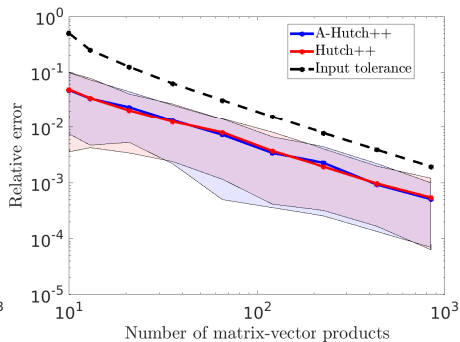 10^0
10^-1
10^-2
10^-3
10^-4
10^-5
Relative error
A-Hutch++
Hutch++
Input tolerance
3
10^1
10^2
10^3
Number of matrix-vector products